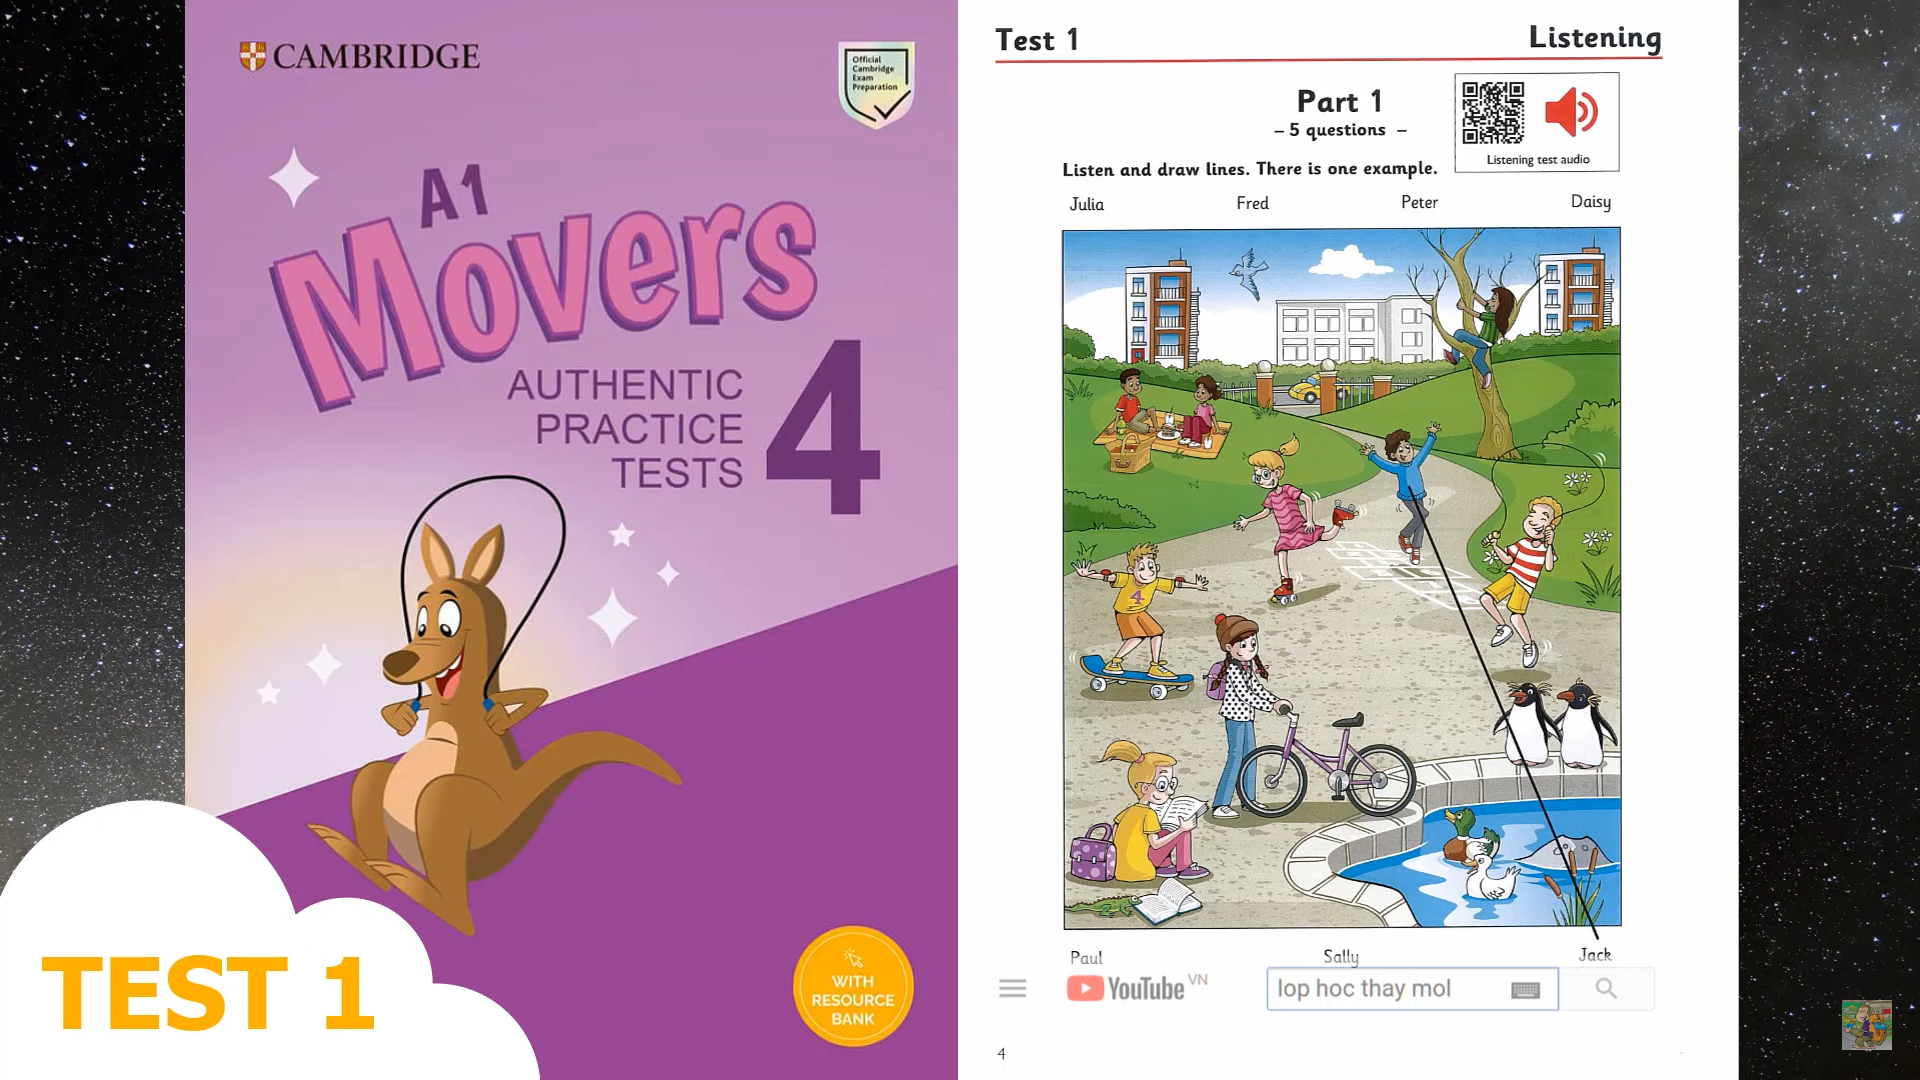 CAMBRIDGE
Official
Cambridge
Exam
Preparation
A1
Movers
AUTHENTIC
PRACTICE
TESTS
4
WITH
RESOURCE
BANK
TEST 1
Test 1
Listening
Part 1
– 5 questions –
Listening test audio
Listen and draw lines. There is one example.
Julia Fred Peter Daisy
4
Paul Sally Jack
YouTube VN
lop hoc thay mol
4